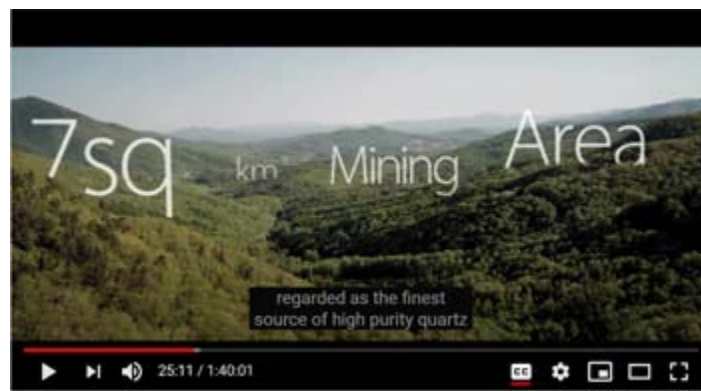 7sq km Mining Area
regarded as the finest
source of high purity quartz
25:11 / 1:40:01
CC